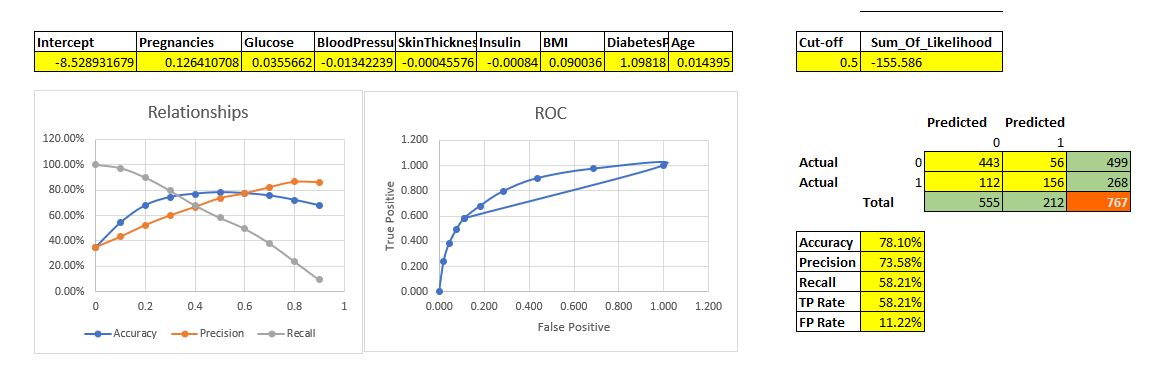 Intercept Pregnancies Glucose BloodPressu SkinThicknes Insulin BMI DiabetesP Age
-8.528931679 0.126410708 0.0355662 -0.01342239 -0.00045576 -0.00084 0.090036 1.09818 0.014395
Cut-off Sum_Of_Likelihood
0.5 -155.586
Relationships
120.00%
100.00%
80.00%
60.00%
40.00%
20.00%
0.00%
0 0.2 0.4 0.6 0.8 1
Accuracy Precision Recall
ROC
True Positive
1.200
1.000
0.800
0.600
0.400
0.200
0.000
0.000 0.200 0.400 0.600 0.800 1.000 1.200
False Positive
Predicted Predicted
0 1
Actual 0 443 56 499
Actual 1 112 156 268
Total 555 212 767
Accuracy 78.10%
Precision 73.58%
Recall 58.21%
TP Rate 58.21%
FP Rate 11.22%